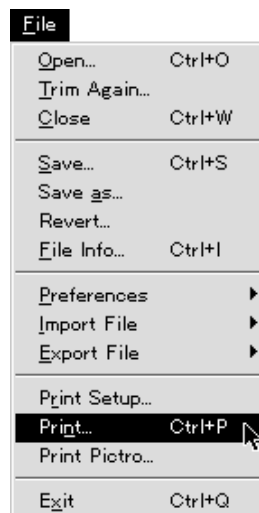 File
Open... Ctrl+O
Trim Again...
Close Ctrl+W
Save... Ctrl+S
Save as...
Revert...
File Info... Ctrl+I
Preferences
Import File
Export File
Print Setup...
Print... Ctrl+P
Print Pictro...
Exit Ctrl+Q